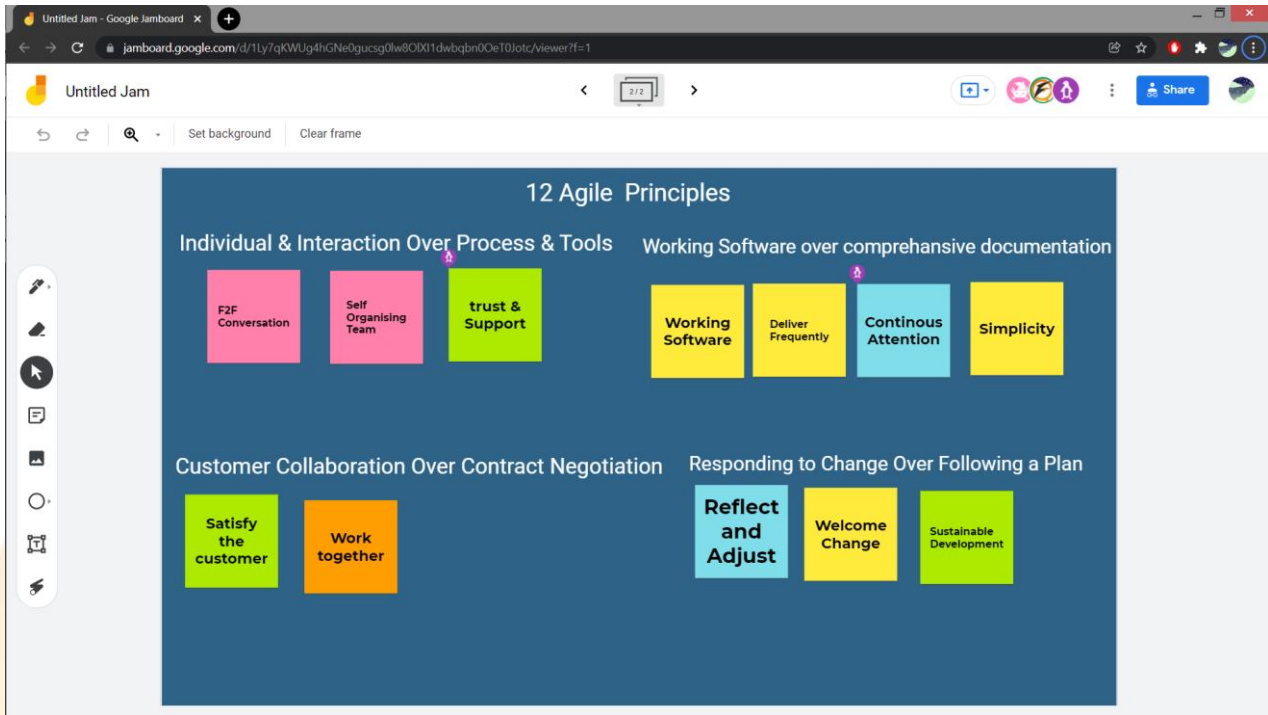 Untitled Jam - Google Jamboard
jamboard.google.com/d/1Ly7qKWUg4hGNe0gucsg0lw8OlXI1dwbqbn0OeT0Jotc/viewer?f=1
Untitled Jam
2 / 2
Share
Set background
Clear frame
12 Agile Principles
Individual & Interaction Over Process & Tools
F2F
Conversation
Self
Organising
Team
trust &
Support
Working Software over comprehansive documentation
Working
Software
Deliver
Frequently
Continous
Attention
Simplicity
Customer Collaboration Over Contract Negotiation
Satisfy
the
customer
Work
together
Responding to Change Over Following a Plan
Reflect
and
Adjust
Welcome
Change
Sustainable
Development